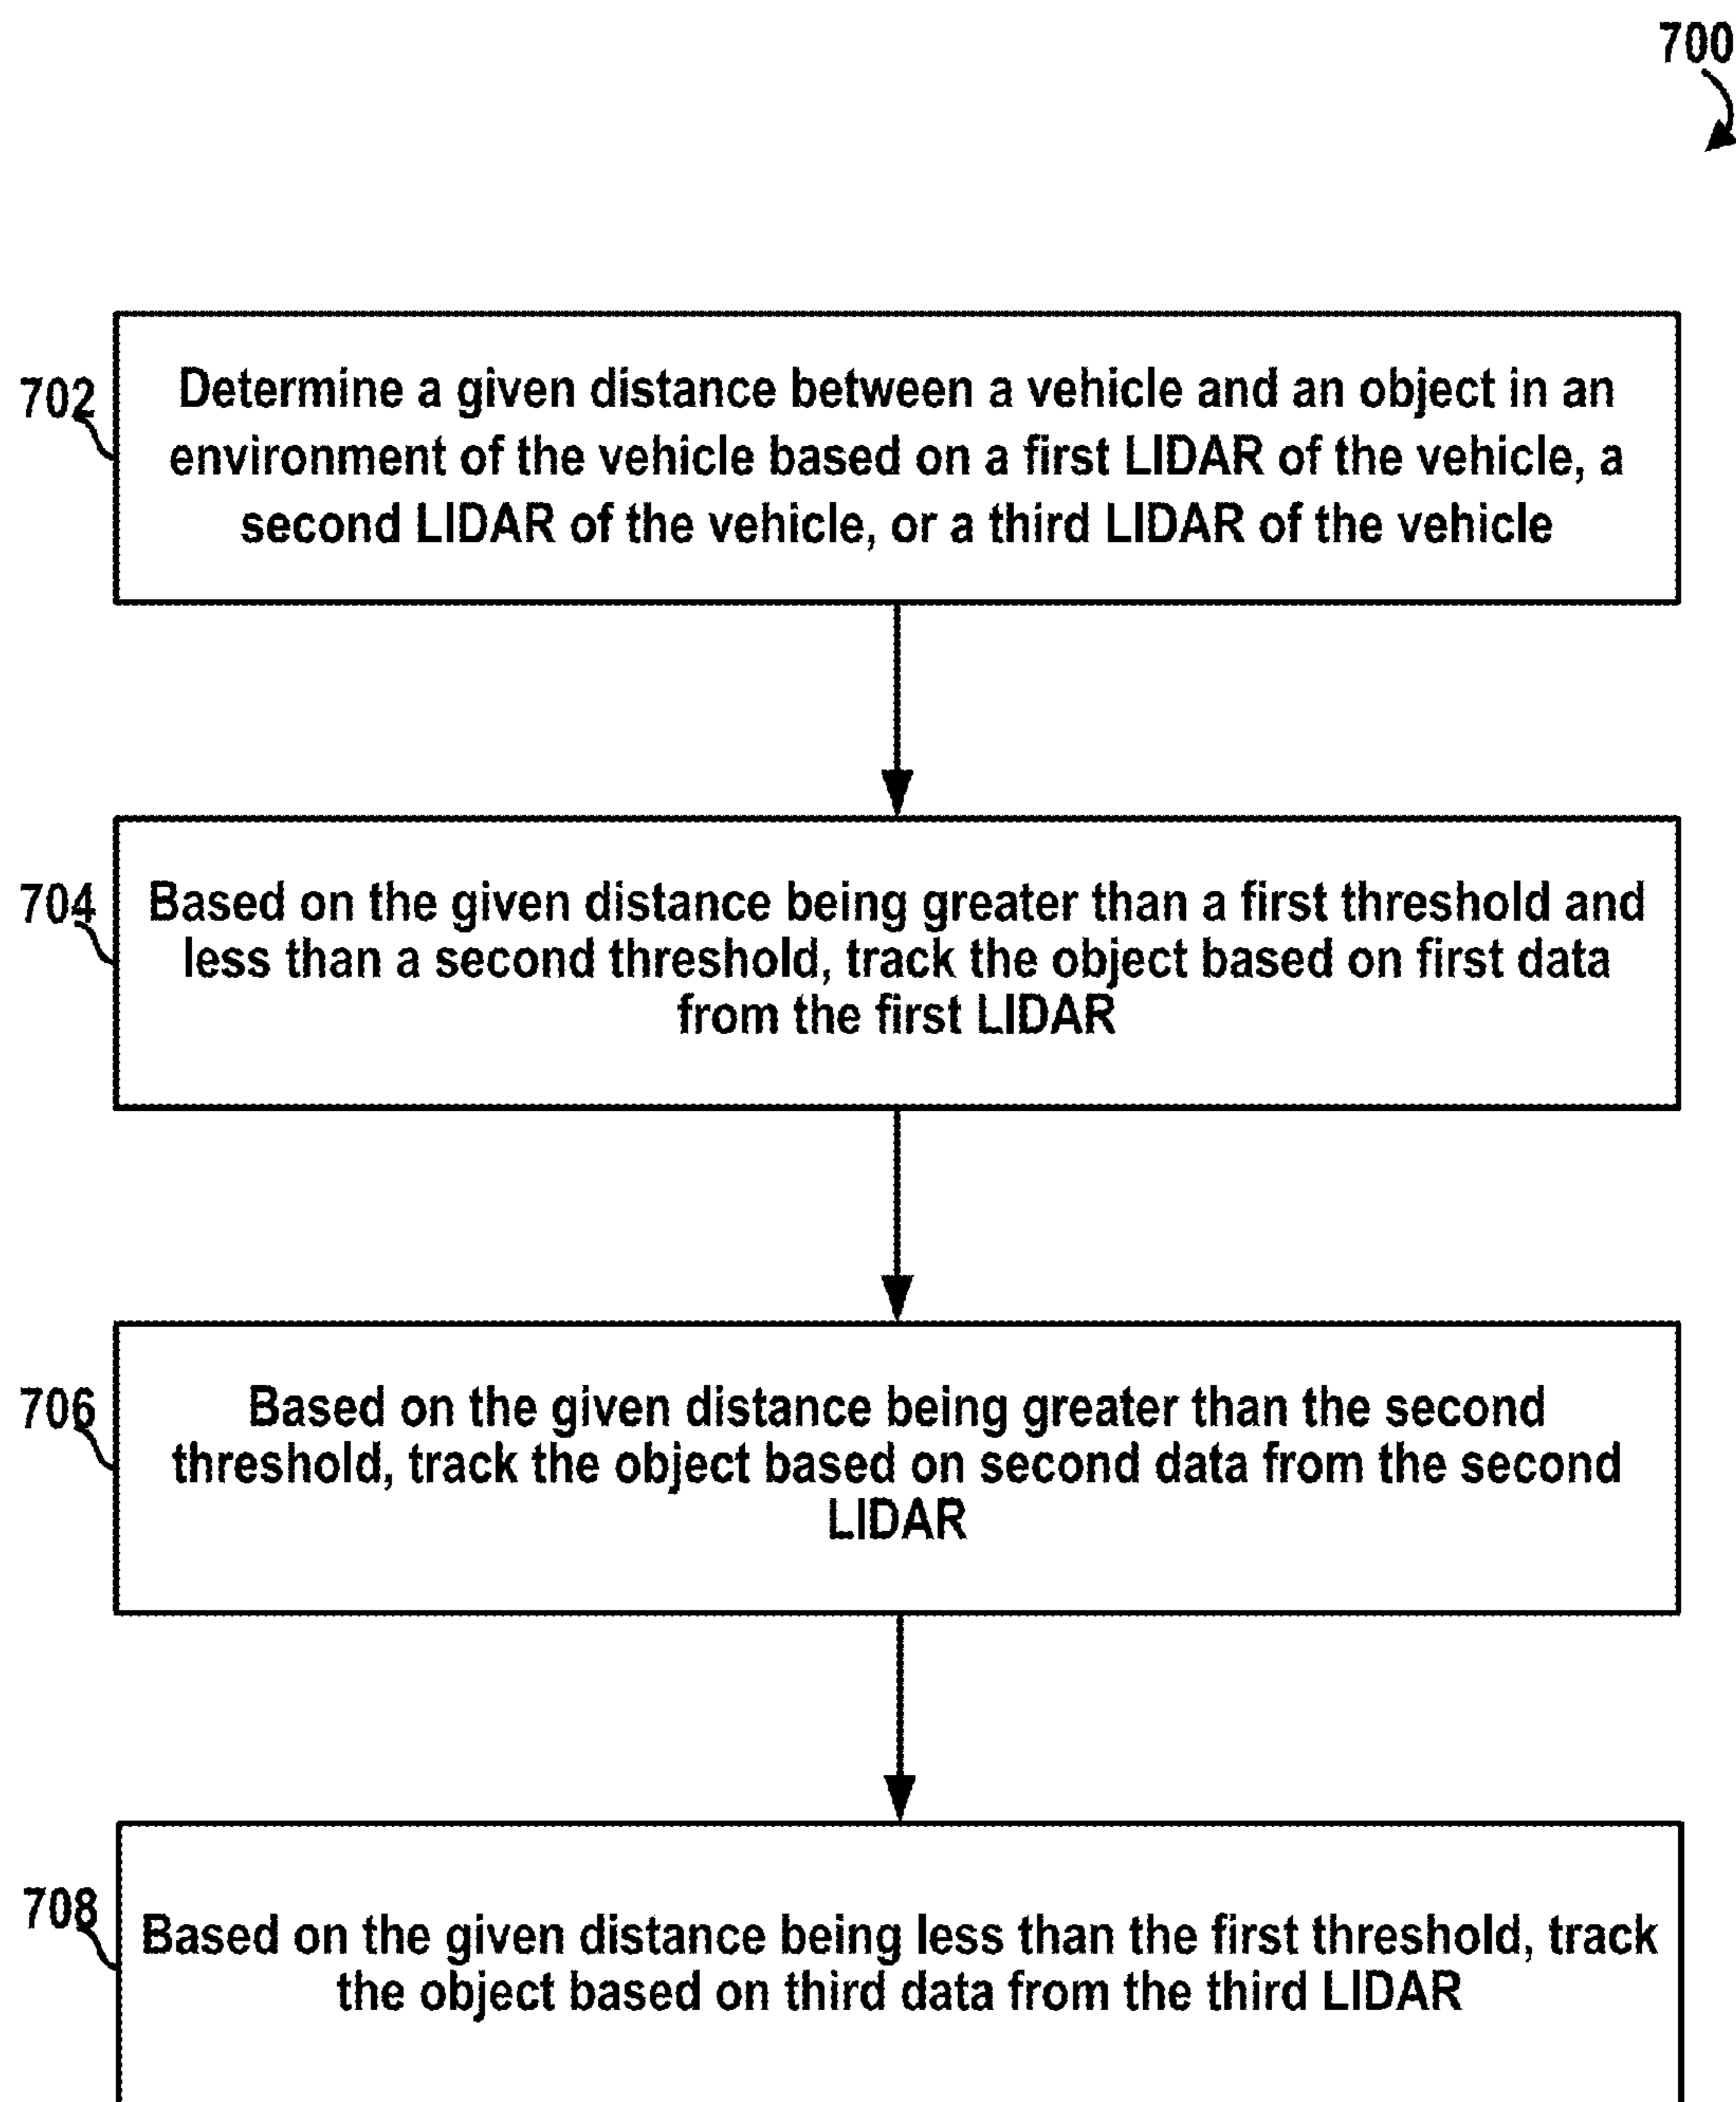 700
702
Determine a given distance between a vehicle and an object in an
environment of the vehicle based on a first LIDAR of the vehicle, a
second LIDAR of the vehicle, or a third LIDAR of the vehicle
704
Based on the given distance being greater than a first threshold and
less than a second threshold, track the object based on first data
from the first LIDAR
706
Based on the given distance being greater than the second
threshold, track the object based on second data from the second
LIDAR
708
Based on the given distance being less than the first threshold, track
the object based on third data from the third LIDAR